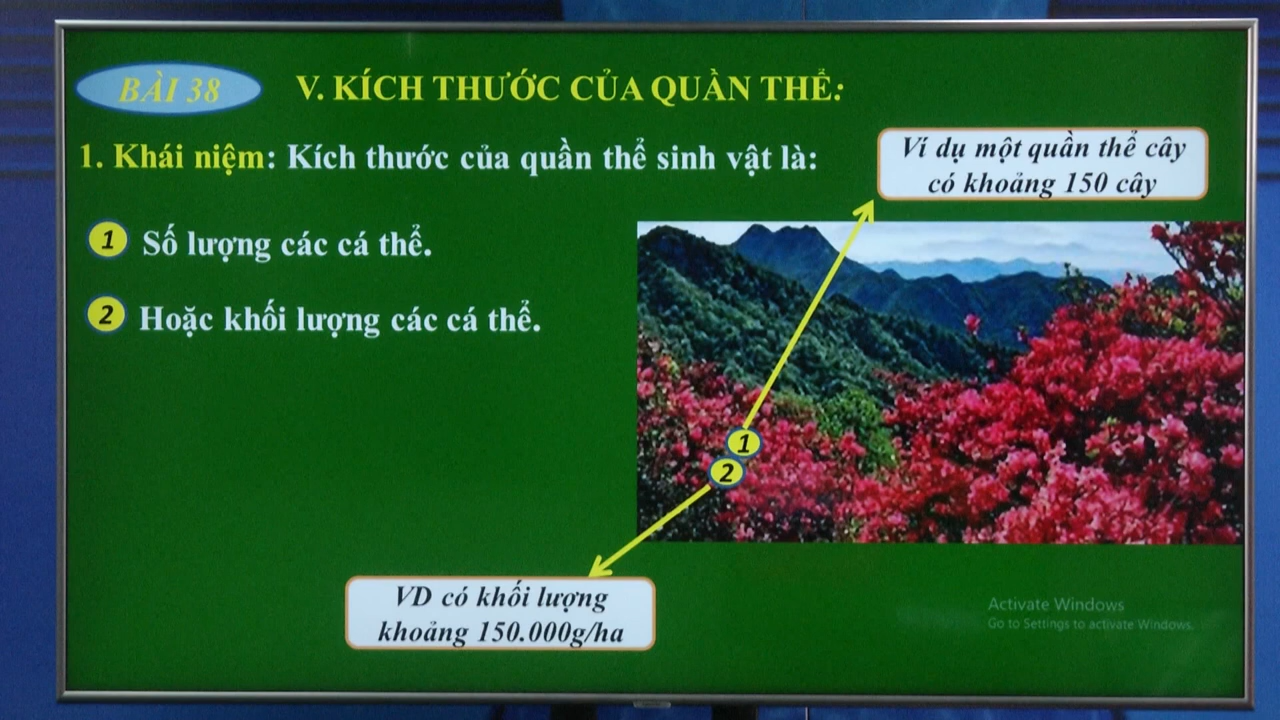 BÀI 38
V. KÍCH THƯỚC CỦA QUẦN THỂ:
1. Khái niệm: Kích thước của quần thể sinh vật là:
Ví dụ một quần thể cây
có khoảng 150 cây
1 Số lượng các cá thể.
2 Hoặc khối lượng các cá thể.
1
2
VD có khối lượng
khoảng 150.000g/ha
Activate Windows
Go to Settings to activate Windows.